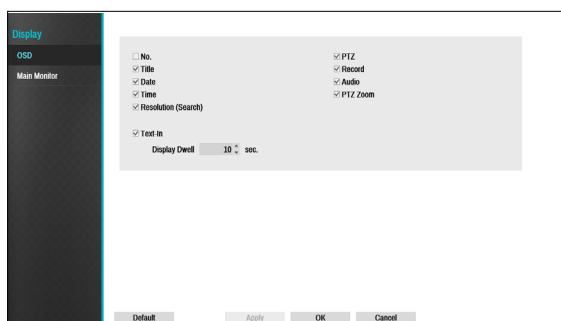 Display
OSD
Main Monitor
No.
Title
Date
Time
Resolution (Search)
PTZ
Record
Audio
PTZ Zoom
Text-In
Display Dwell 10 sec.
Default Apply OK Cancel